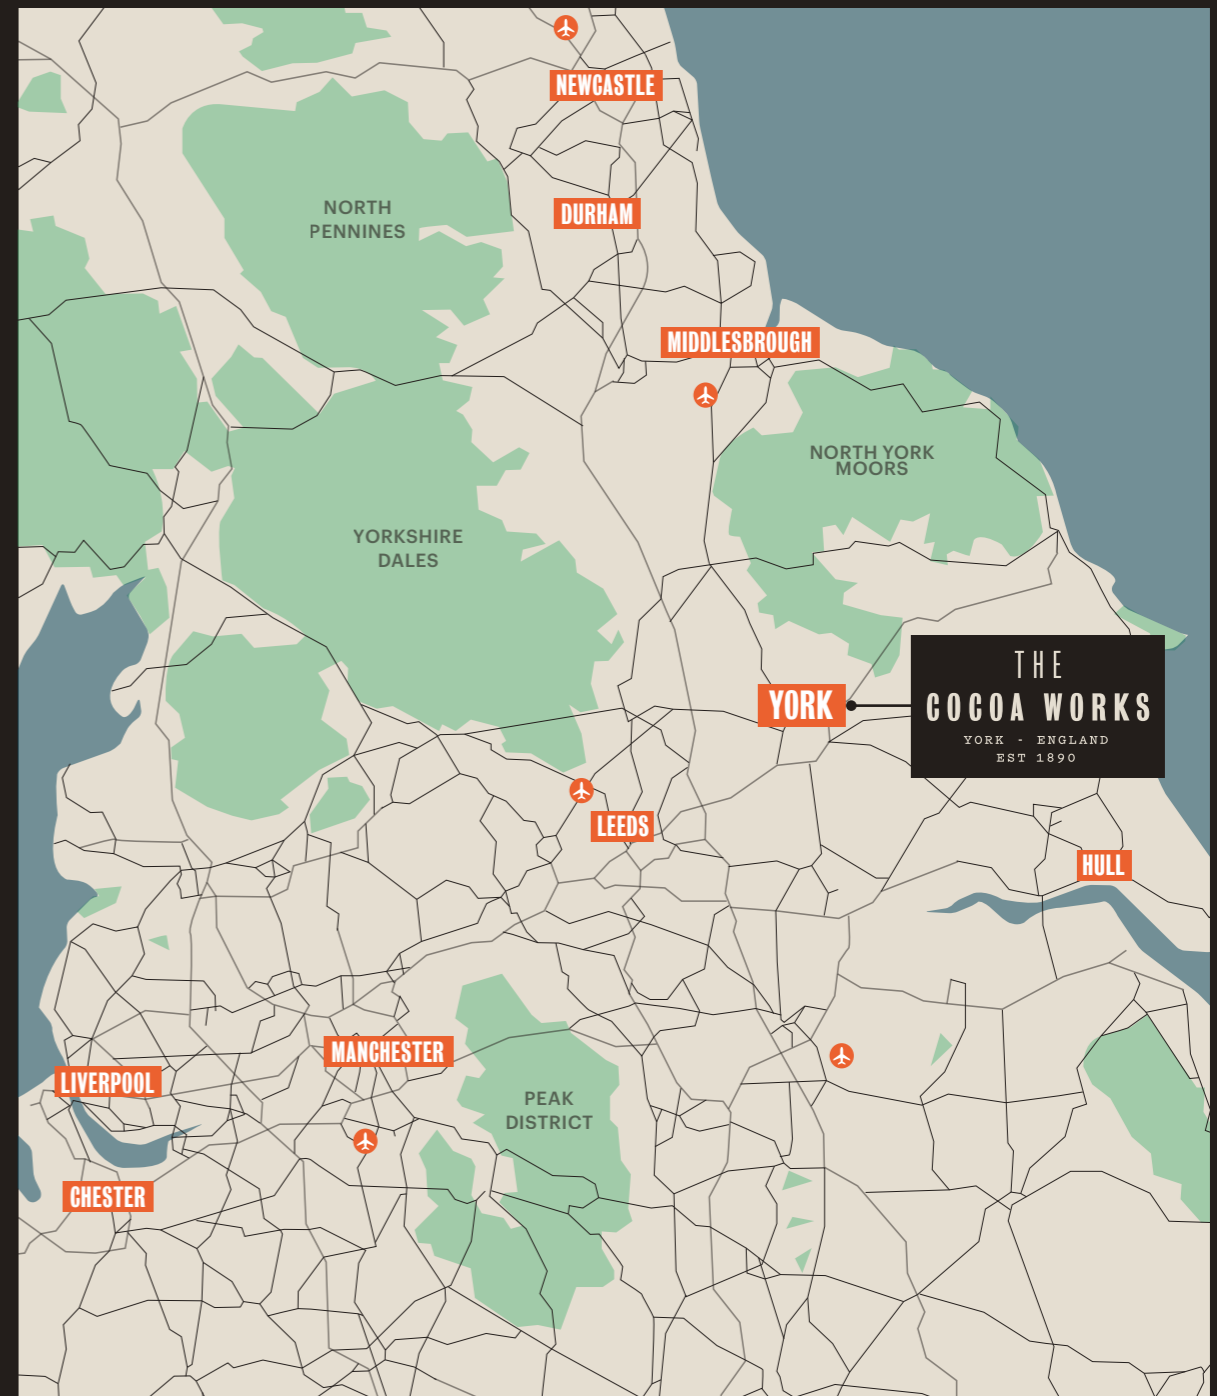 NEWCASTLE
NORTH
PENNINES
DURHAM
MIDDLESBROUGH
NORTH YORK
MOORS
YORKSHIRE
DALES
THE
COCOA WORKS
YORK - ENGLAND
EST 1890
YORK
LEEDS
HULL
MANCHESTER
LIVERPOOL
PEAK
DISTRICT
CHESTER